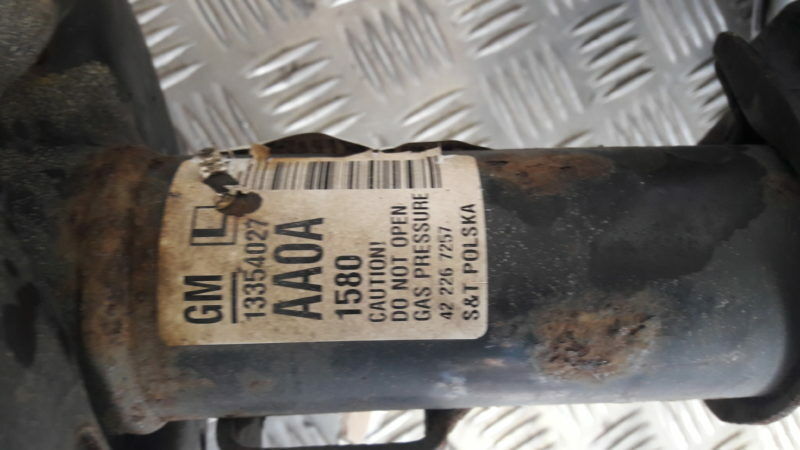 GM L
13354027
AA0A
1580
CAUTION!
DO NOT OPEN
GAS PRESSURE
42 226 7257
S&T POLSKA